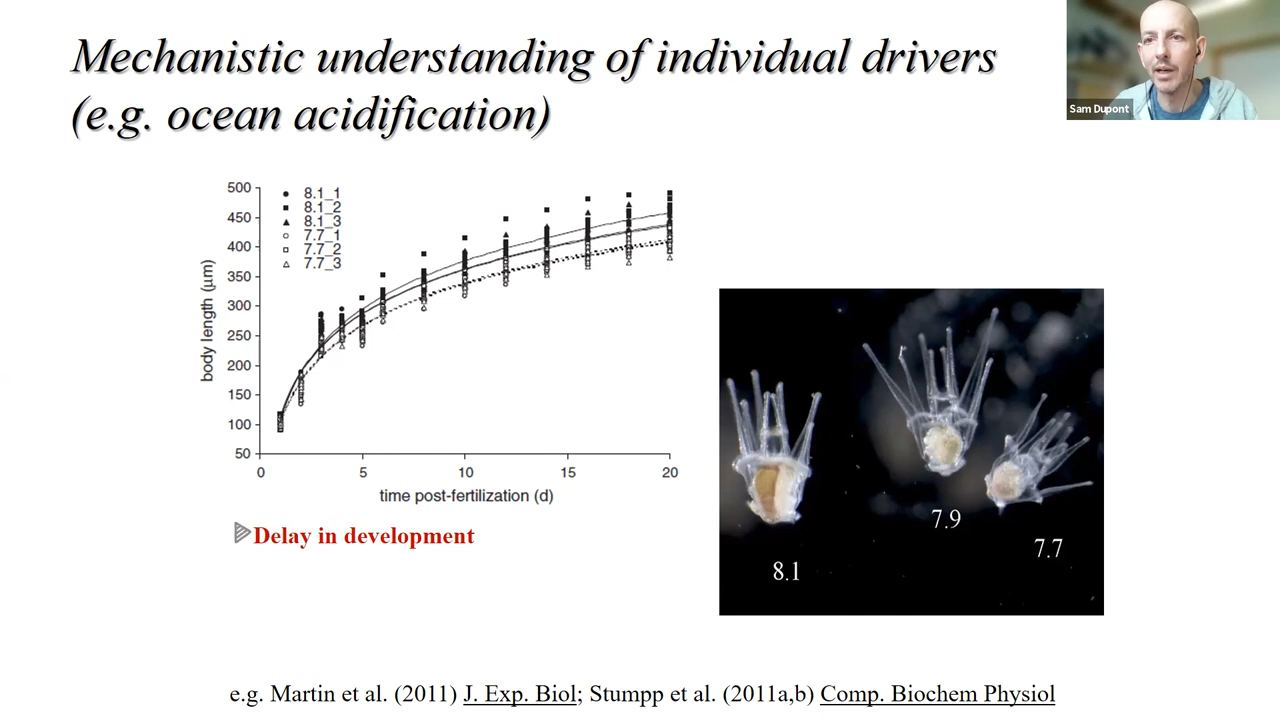 Mechanistic understanding of individual drivers
(e.g. ocean acidification)
Sam Dupont
500
450
400
350
300
250
200
150
100
50
body length (μm)
8.1_1
8.1_2
8.1_3
7.7_1
7.7_2
7.7_3
0 5 10 15 20
time post-fertilization (d)
Delay in development
8.1
7.9
7.7
e.g. Martin et al. (2011) J. Exp. Biol; Stumpp et al. (2011a,b) Comp. Biochem Physiol